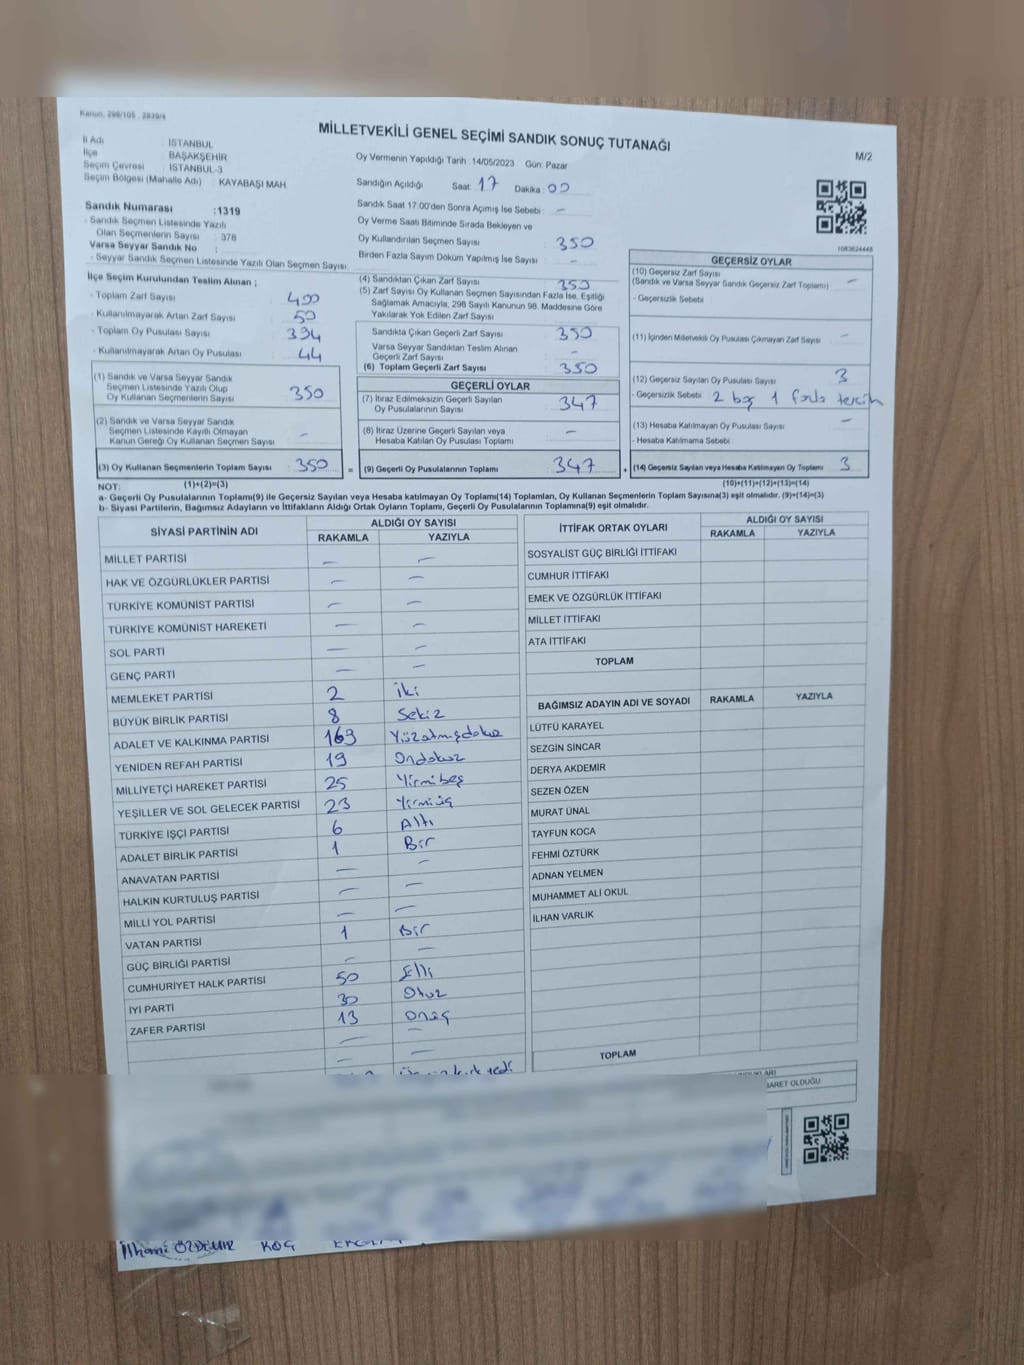 Kanun. 298/105 . 2839/4
MİLLETVEKİLİ GENEL SEÇİMİ SANDIK SONUÇ TUTANAĞI
M/2
İl Adı : İSTANBUL
İlçe : BAŞAKŞEHİR
Seçim Çevresi : İSTANBUL-3
Seçim Bölgesi (Mahalle Adı) : KAYABAŞI MAH.
Sandık Numarası :1319
- Sandık Seçmen Listesinde Yazılı
Olan Seçmenlerin Sayısı : 378
Varsa Seyyar Sandık No :
- Seyyar Sandık Seçmen Listesinde Yazılı Olan Seçmen Sayısı:
İlçe Seçim Kurulundan Teslim Alınan ;
- Toplam Zarf Sayısı : 400
- Kullanılmayarak Artan Zarf Sayısı : 50
- Toplam Oy Pusulası Sayısı : 394
- Kullanılmayarak Artan Oy Pusulası : 44
(1) Sandık ve Varsa Seyyar Sandık
Seçmen Listesinde Yazılı Olup
Oy Kullanan Seçmenlerin Sayısı : 350
(2) Sandık ve Varsa Seyyar Sandık
Seçmen Listesinde Kayıtlı Olmayan
Kanun Gereği Oy Kullanan Seçmen Sayısı : -
(3) Oy Kullanan Seçmenlerin Toplam Sayısı : 350
Oy Vermenin Yapıldığı Tarih : 14/05/2023 Gün: Pazar
Sandığın Açıldığı Saat: 17 Dakika: 00
Sandık Saat 17:00'den Sonra Açımış İse Sebebi : -
Oy Verme Saati Bitiminde Sırada Bekleyen ve
Oy Kullandırılan Seçmen Sayısı : 350
Birden Fazla Sayım Döküm Yapılmış İse Sayısı : -
(4) Sandıktan Çıkan Zarf Sayısı : 350
(5) Zarf Sayısı Oy Kullanan Seçmen Sayısından Fazla İse, Eşitliği
Sağlamak Amacıyla, 298 Sayılı Kanunun 98. Maddesine Göre
Yakılarak Yok Edilen Zarf Sayısı :
Sandıkta Çıkan Geçerli Zarf Sayısı : 350
Varsa Seyyar Sandıktan Teslim Alınan
Geçerli Zarf Sayısı : -
(6) Toplam Geçerli Zarf Sayısı : 350
GEÇERLİ OYLAR
(7) İtiraz Edilmeksizin Geçerli Sayılan
Oy Pusulalarının Sayısı : 347
(8) İtiraz Üzerine Geçerli Sayılan veya
Hesaba Katılan Oy Pusulası Toplamı : -
= (9) Geçerli Oy Pusulalarının Toplamı : 347
1083624448
GEÇERSİZ OYLAR
(10) Geçersiz Zarf Sayısı
(Sandık ve Varsa Seyyar Sandık Geçersiz Zarf Toplamı) : -
- Geçersizlik Sebebi
(11) İçinden Milletvekili Oy Pusulası Çıkmayan Zarf Sayısı : -
(12) Geçersiz Sayılan Oy Pusulası Sayısı : 3
- Geçersizlik Sebebi : 2 boş 1 fazla tercih
(13) Hesaba Katılmayan Oy Pusulası Sayısı : -
- Hesaba Katılmama Sebebi
+ (14) Geçersiz Sayılan veya Hesaba Katılmayan Oy Toplamı : 3
NOT: (1)+(2)=(3)
(10)+(11)+(12)+(13)=(14)
a- Geçerli Oy Pusulalarının Toplamı(9) ile Geçersiz Sayılan veya Hesaba katılmayan Oy Toplamı(14) Toplamları, Oy Kullanan Seçmenlerin Toplam Sayısına(3) eşit olmalıdır. (9)+(14)=(3)
b- Siyasi Partilerin, Bağımsız Adayların ve İttifakların Aldığı Ortak Oyların Toplamı, Geçerli Oy Pusulalarının Toplamına(9) eşit olmalıdır.
SİYASİ PARTİNİN ADI ALDIĞI OY SAYISI
RAKAMLA YAZIYLA
MİLLET PARTİSİ - -
HAK VE ÖZGÜRLÜKLER PARTİSİ - -
TÜRKİYE KOMÜNİST PARTİSİ - -
TÜRKİYE KOMÜNİST HAREKETİ - -
SOL PARTİ - -
GENÇ PARTİ - -
MEMLEKET PARTİSİ 2 iki
BÜYÜK BİRLİK PARTİSİ 8 Sekiz
ADALET VE KALKINMA PARTİSİ 169 Yüzatmışdokuz
YENİDEN REFAH PARTİSİ 19 Ondokuz
MİLLİYETÇİ HAREKET PARTİSİ 25 Yirmibeş
YEŞİLLER VE SOL GELECEK PARTİSİ 23 Yirmiüç
TÜRKİYE İŞÇİ PARTİSİ 6 Altı
ADALET BİRLİK PARTİSİ 1 Bir
ANAVATAN PARTİSİ - -
HALKIN KURTULUŞ PARTİSİ - -
MİLLİ YOL PARTİSİ - -
VATAN PARTİSİ 1 Bir
GÜÇ BİRLİĞİ PARTİSİ - -
CUMHURİYET HALK PARTİSİ 50 Elli
İYİ PARTİ 30 Otuz
ZAFER PARTİSİ 13 Onüç
- -
- -
İTTİFAK ORTAK OYLARI ALDIĞI OY SAYISI
RAKAMLA YAZIYLA
SOSYALİST GÜÇ BİRLİĞİ İTTİFAKI
CUMHUR İTTİFAKI
EMEK VE ÖZGÜRLÜK İTTİFAKI
MİLLET İTTİFAKI
ATA İTTİFAKI
TOPLAM
BAĞIMSIZ ADAYIN ADI VE SOYADI RAKAMLA YAZIYLA
LÜTFÜ KARAYEL
SEZGİN SİNCAR
DERYA AKDEMİR
SEZEN ÖZEN
MURAT ÜNAL
TAYFUN KOCA
FEHMİ ÖZTÜRK
ADNAN YELMEN
MUHAMMET ALİ OKUL
İLHAN VARLIK
TOPLAM
OLDUĞU
İlhami ÖZDEMİR KOÇ